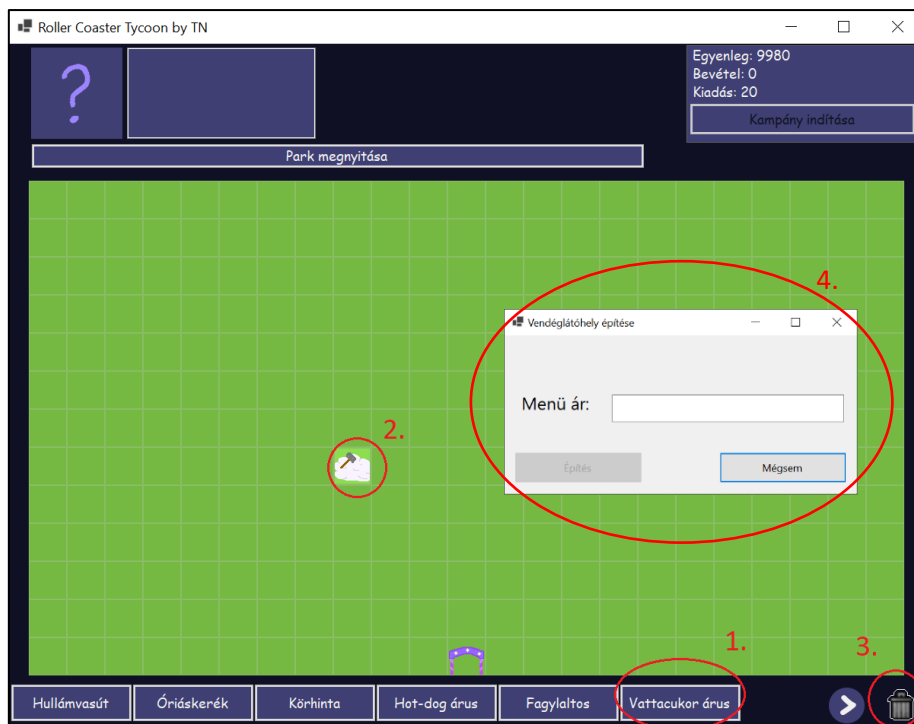 Roller Coaster Tycoon by TN
?
Egyenleg: 9980
Bevétel: 0
Kiadás: 20
Kampány indítása
Park megnyitása
4.
Vendéglátóhely építése
Menü ár:
2.
Építés
Mégsem
1.
3.
Hullámvasút
Óriáskerék
Körhinta
Hot-dog árus
Fagylaltos
Vattacukor árus